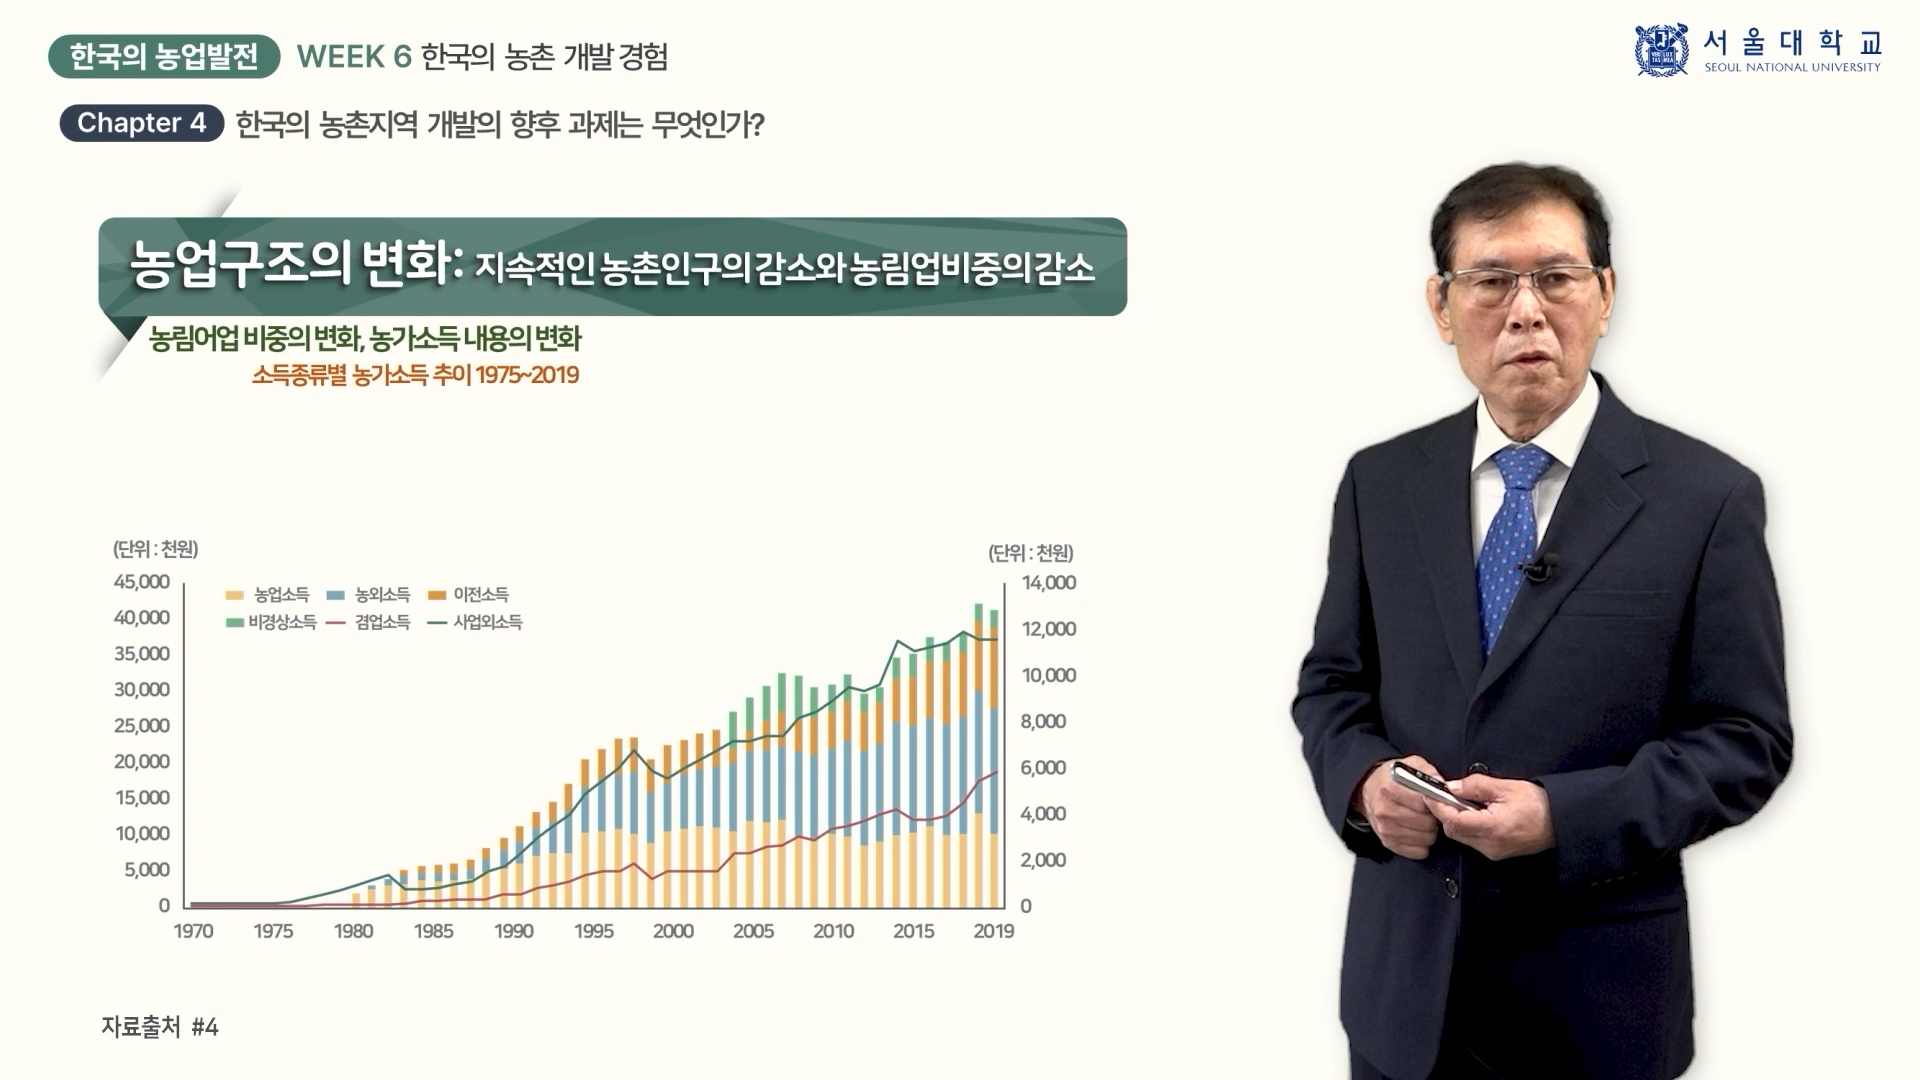 한국의 농업발전 WEEK 6 한국의 농촌 개발 경험
서울대학교
SEOUL NATIONAL UNIVERSITY
Chapter 4 한국의 농촌지역 개발의 향후 과제는 무엇인가?
농업구조의 변화: 지속적인 농촌인구의 감소와 농림업비중의 감소
농림어업 비중의 변화, 농가소득 내용의 변화
소득종류별 농가소득 추이 1975~2019
(단위 : 천원)
(단위 : 천원)
45,000
40,000
35,000
30,000
25,000
20,000
15,000
10,000
5,000
0
농업소득 농외소득 이전소득
비경상소득 겸업소득 사업외소득
14,000
12,000
10,000
8,000
6,000
4,000
2,000
0
1970 1975 1980 1985 1990 1995 2000 2005 2010 2015 2019
자료출처 #4